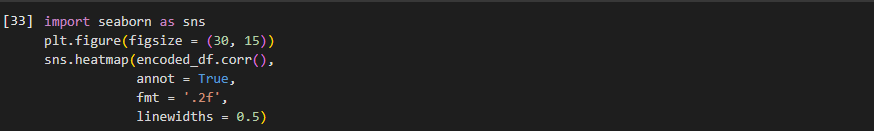 [33] import seaborn as sns
plt.figure(figsize = (30, 15))
sns.heatmap(encoded_df.corr(),
            annot = True,
            fmt = '.2f',
            linewidths = 0.5)